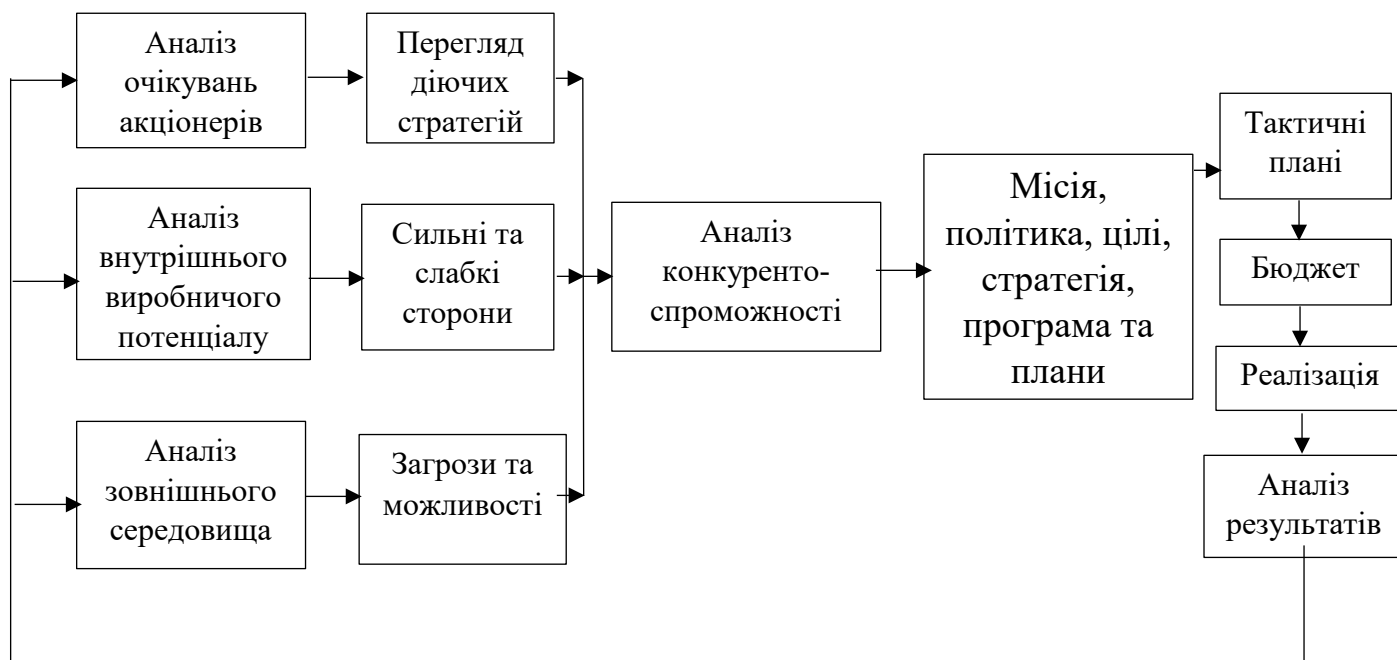 Аналіз
очікувань
акціонерів
Перегляд
діючих
стратегій
Аналіз
внутрішнього
виробничого
потенціалу
Сильні та
слабкі
сторони
Аналіз
зовнішнього
середовища
Загрози та
можливості
Аналіз
конкуренто-
спроможності
Місія,
політика, цілі,
стратегія,
програма та
плани
Тактичні
плані
Бюджет
Реалізація
Аналіз
результатів